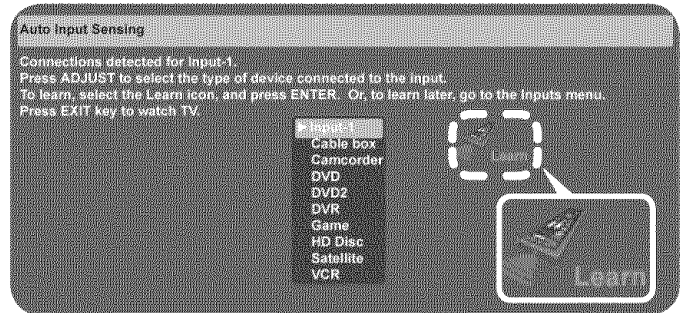 Auto Input Sensing
Connections detected for Input-1.
Press ADJUST to select the type of device connected to the input.
To learn, select the Learn icon, and press ENTER. Or, to learn later, go to the Inputs menu.
Press EXIT key to watch TV.
Input-1
Cable box
Camcorder
DVD
DVD2
DVR
Game
HD Disc
Satellite
VCR
Learn
Learn